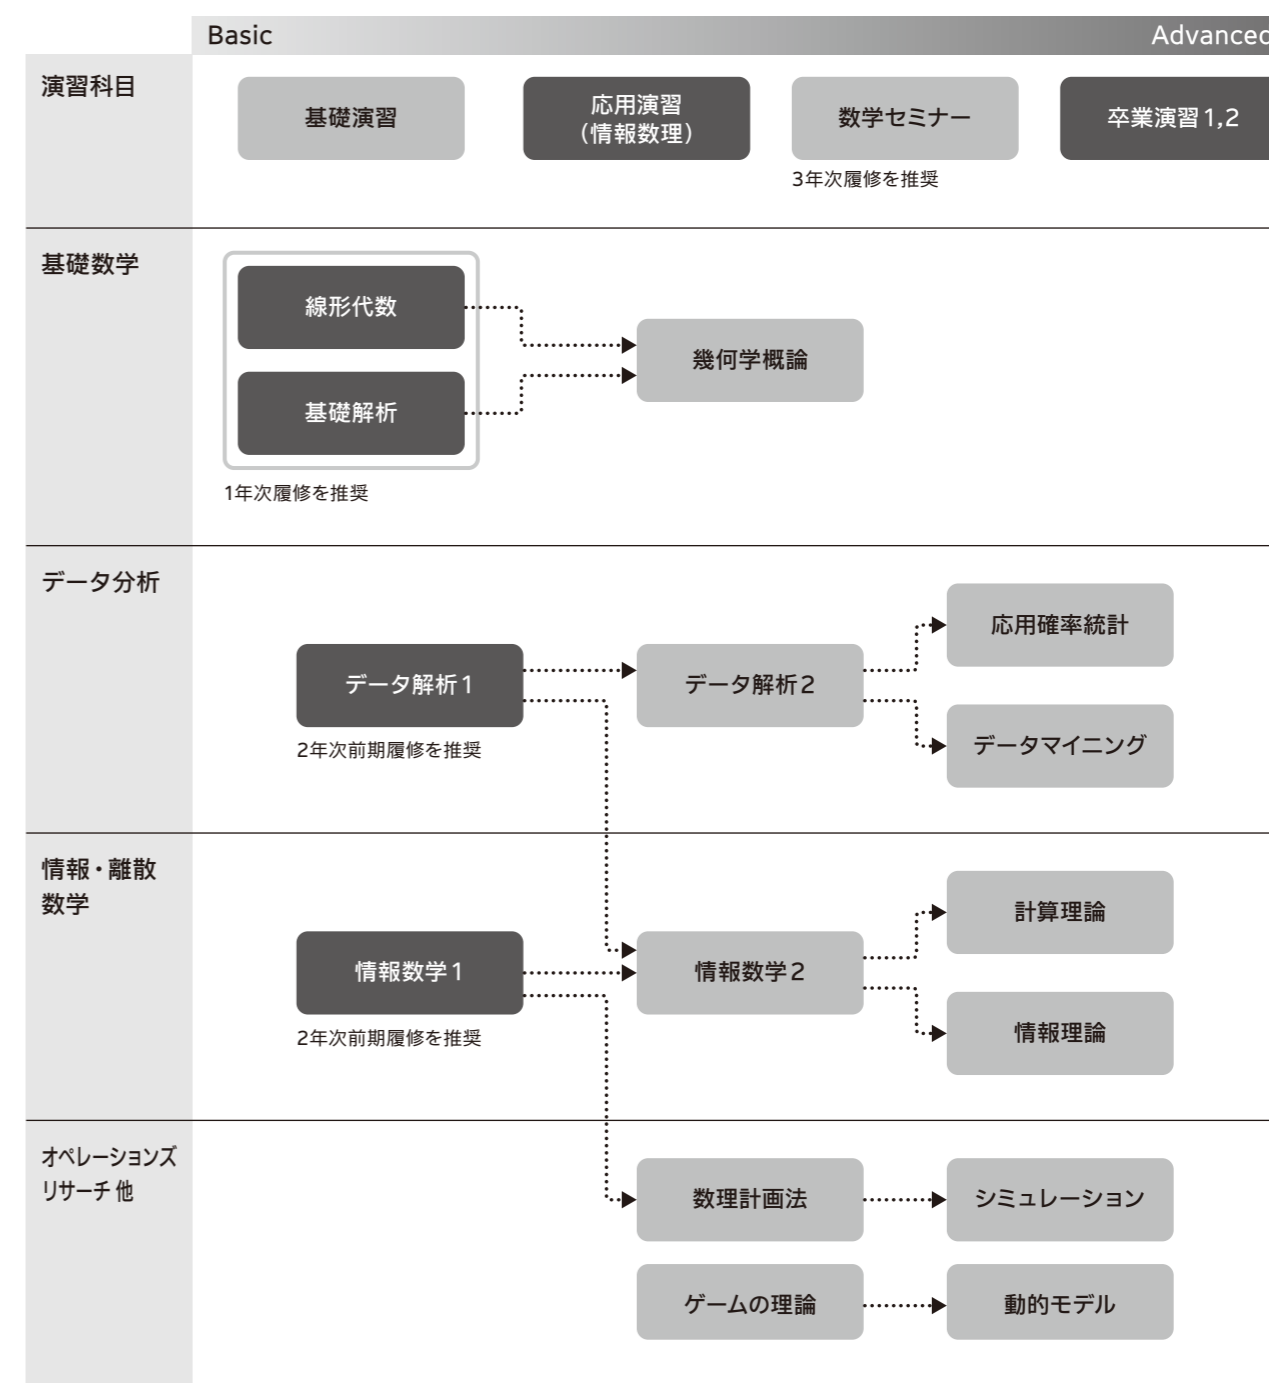 Basic Advanced
演習科目
基礎演習
応用演習
（情報数理）
数学セミナー
卒業演習1,2
3年次履修を推奨
基礎数学
線形代数
幾何学概論
基礎解析
1年次履修を推奨
データ分析
応用確率統計
データ解析1
データ解析2
データマイニング
2年次前期履修を推奨
情報・離散
数学
計算理論
情報数学1
情報数学2
情報理論
2年次前期履修を推奨
オペレーションズ
リサーチ 他
数理計画法
シミュレーション
ゲームの理論
動的モデル